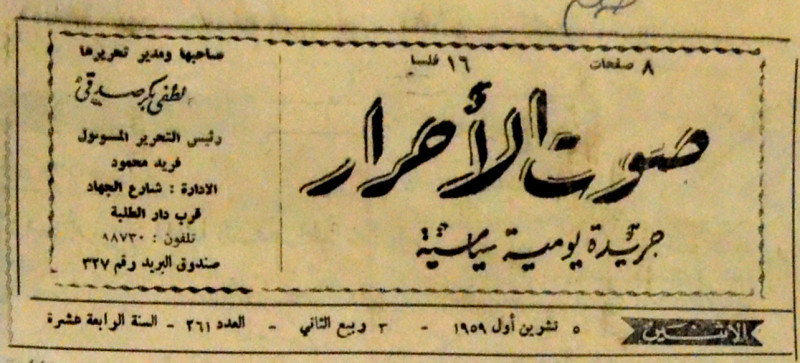 ٨ صفحات
١٦ فلسا
صوت الأحرار
جريدة يومية سياسية
صاحبها ومدير تحريرها
لطفي بكر صدقي
رئيس التحرير المسؤول
فريد محمود
الادارة : شارع الجهاد
قرب دار الطلبة
تلفون : ٨٨٧٣٠
صندوق البريد رقم ٣٢٧
الاثنين ٥ تشرين أول ١٩٥٩ - ٣ ربيع الثاني - العدد ٢٦١ - السنة الرابعة عشرة